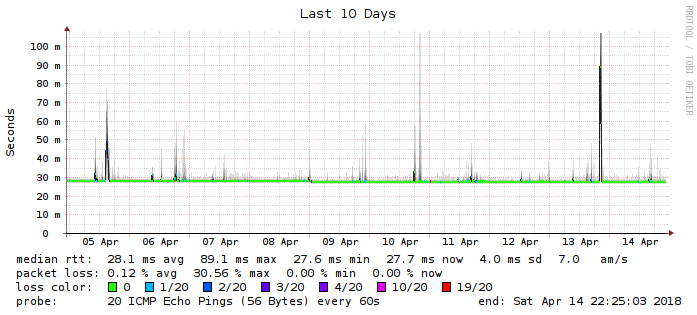 Last 10 Days
RRDTOOL / TOBI OETIKER
Seconds
100 m
90 m
80 m
70 m
60 m
50 m
40 m
30 m
20 m
10 m
0
05 Apr 06 Apr 07 Apr 08 Apr 09 Apr 10 Apr 11 Apr 12 Apr 13 Apr 14 Apr
median rtt: 28.1 ms avg 89.1 ms max 27.6 ms min 27.7 ms now 4.0 ms sd 7.0 am/s
packet loss: 0.12 % avg 30.56 % max 0.00 % min 0.00 % now
loss color: 0 1/20 2/20 3/20 4/20 10/20 19/20
probe: 20 ICMP Echo Pings (56 Bytes) every 60s end: Sat Apr 14 22:25:03 2018